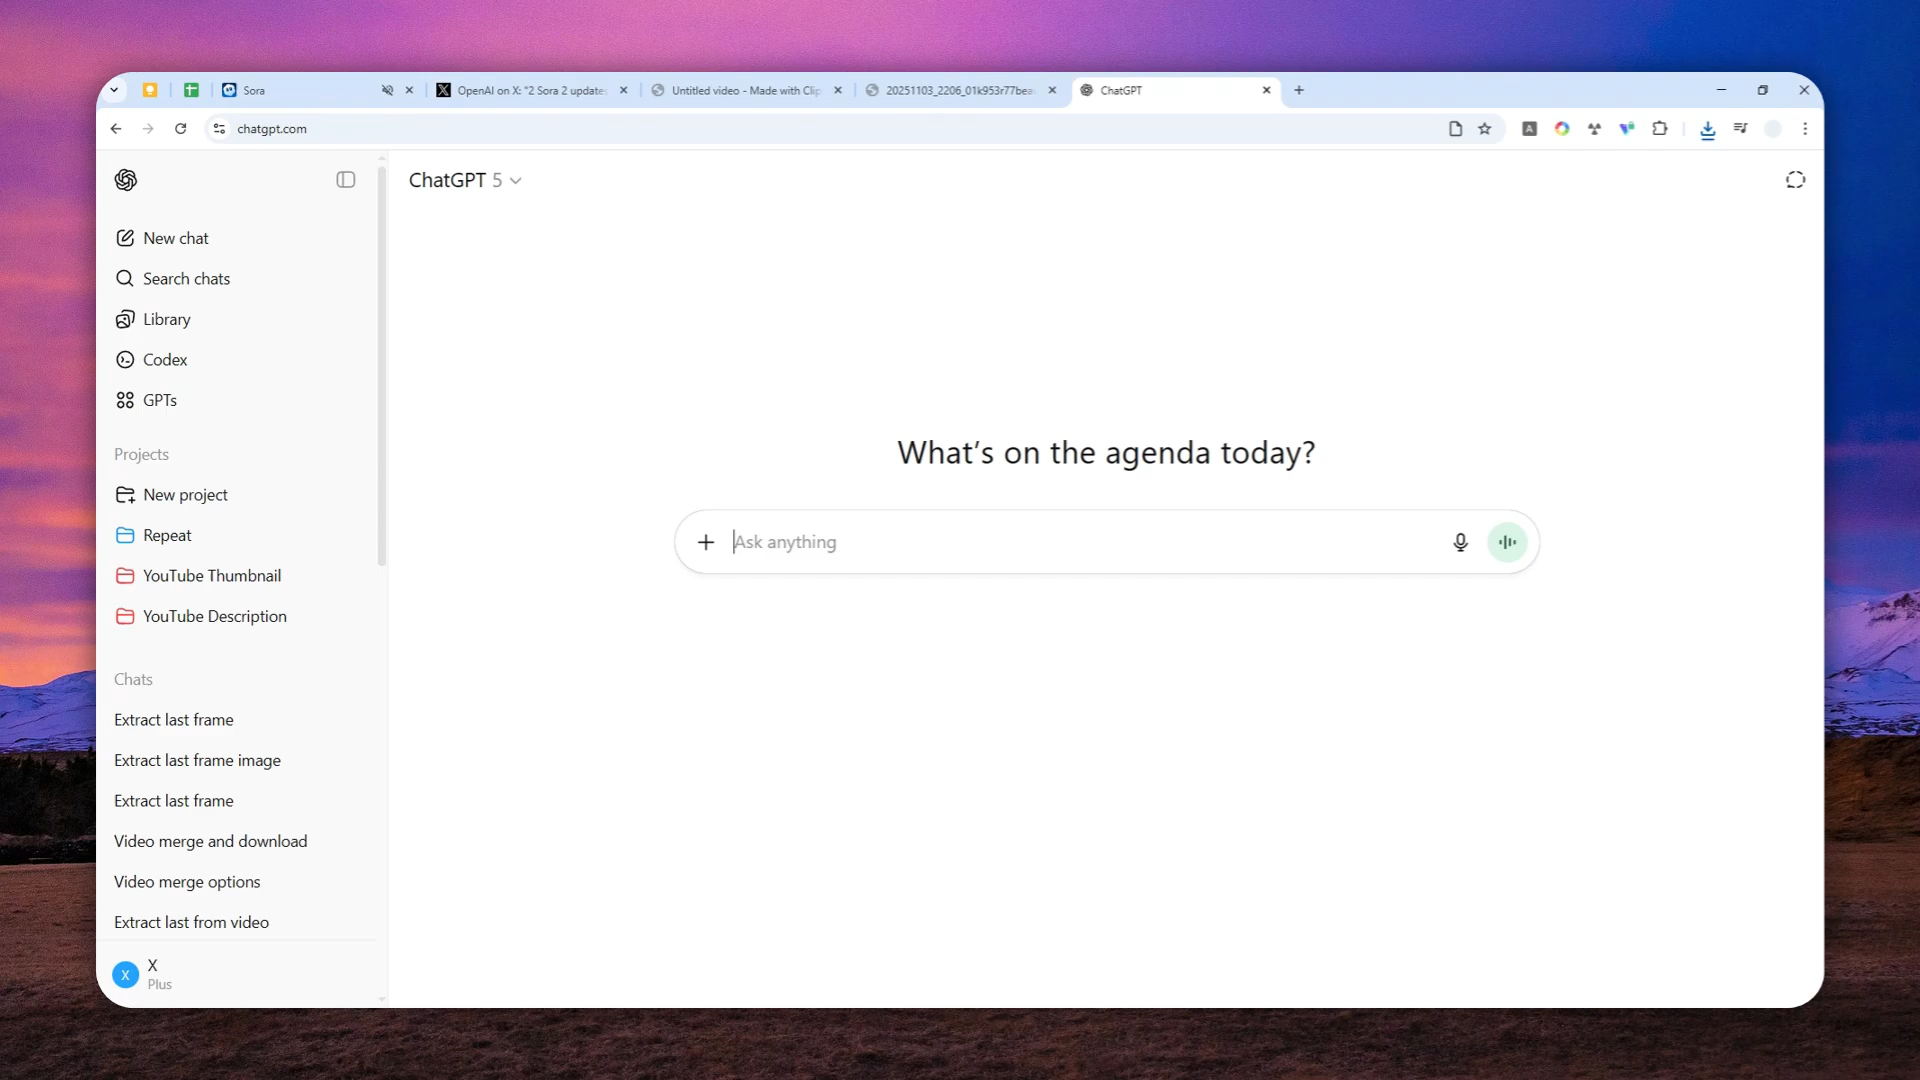 Sora
OpenAI on X: "2 Sora 2 updates
Untitled video - Made with Clip
20251103_2206_01k953r77bea
ChatGPT
chatgpt.com
ChatGPT 5
New chat
Search chats
Library
Codex
GPTs
Projects
New project
Repeat
YouTube Thumbnail
YouTube Description
Chats
Extract last frame
Extract last frame image
Extract last frame
Video merge and download
Video merge options
Extract last from video
X
X
Plus
What's on the agenda today?
Ask anything